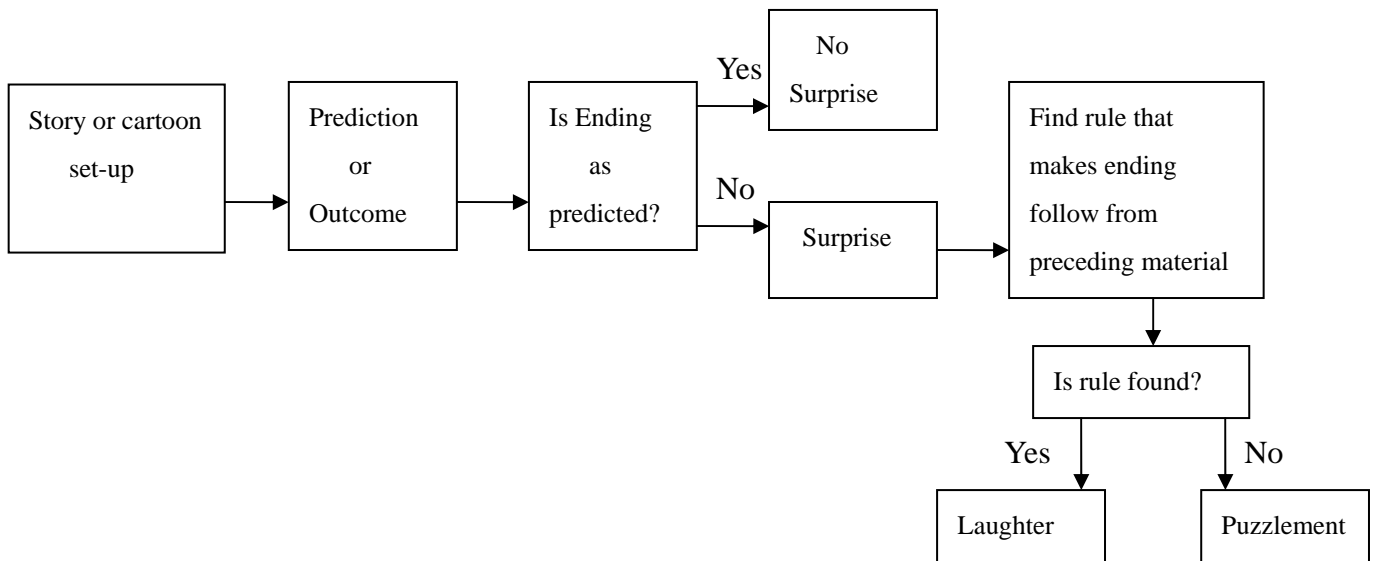 Story or cartoon
set-up
Prediction
or
Outcome
Is Ending
as
predicted?
Yes
No
Surprise
No
Surprise
Find rule that
makes ending
follow from
preceding material
Is rule found?
Yes
No
Laughter
Puzzlement